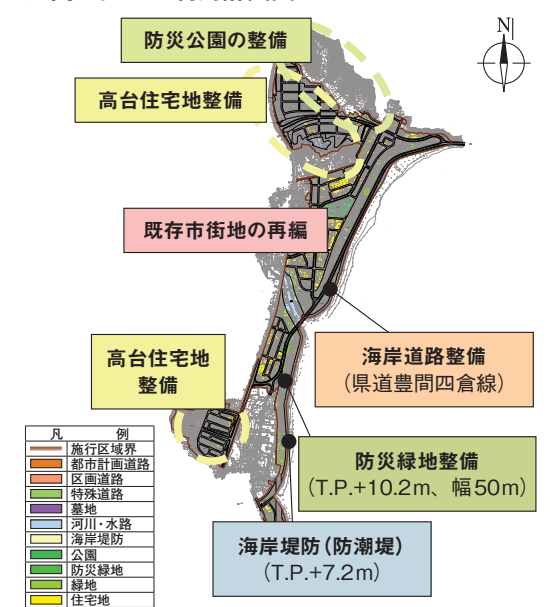 防災公園の整備
N
高台住宅地整備
既存市街地の再編
高台住宅地
整備
海岸道路整備
(県道豊間四倉線)
防災緑地整備
(T.P.+10.2m、幅50m)
海岸堤防(防潮堤)
(T.P.+7.2m)
凡 例
施行区域界
都市計画道路
区画道路
特殊道路
墓地
河川・水路
海岸堤防
公園
防災緑地
緑地
住宅地